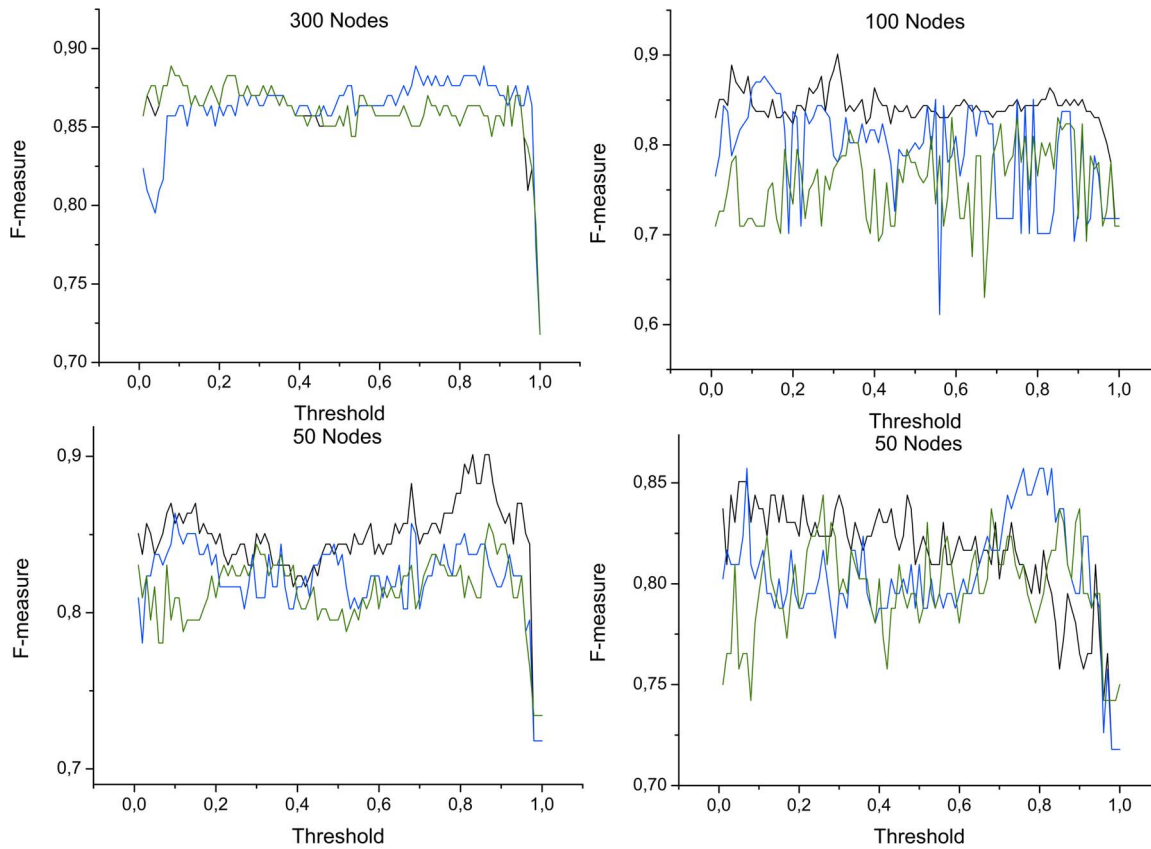 300 Nodes
F-measure
0,90
0,85
0,80
0,75
0,70
0,0 0,2 0,4 0,6 0,8 1,0
Threshold
100 Nodes
F-measure
0,9
0,8
0,7
0,6
0,0 0,2 0,4 0,6 0,8 1,0
Threshold
50 Nodes
F-measure
0,9
0,8
0,7
0,0 0,2 0,4 0,6 0,8 1,0
Threshold
50 Nodes
F-measure
0,85
0,80
0,75
0,70
0,0 0,2 0,4 0,6 0,8 1,0
Threshold